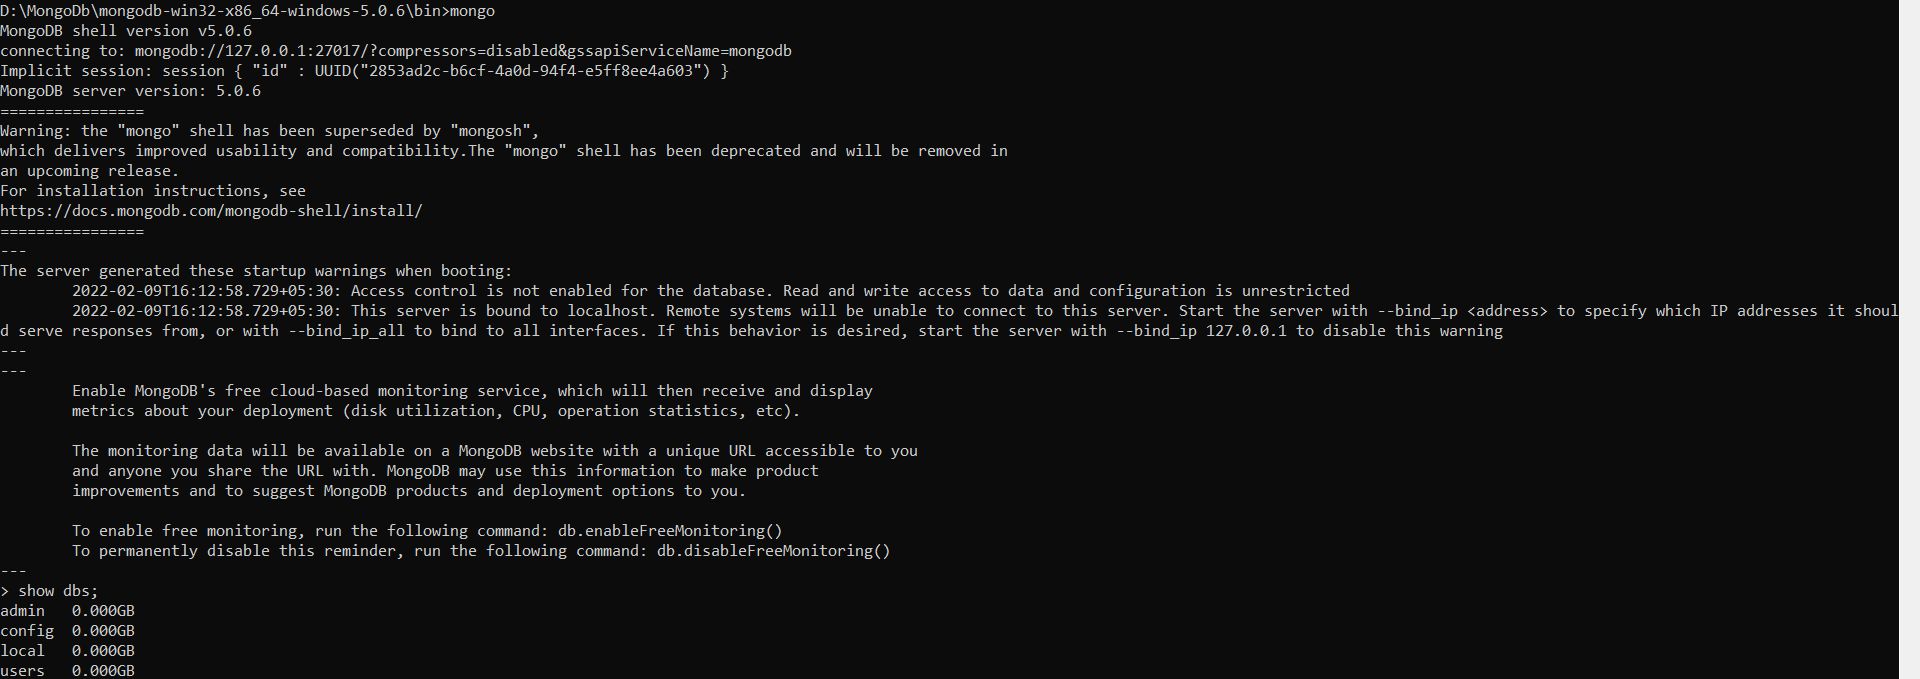 D:\MongoDb\mongodb-win32-x86_64-windows-5.0.6\bin>mongo
MongoDB shell version v5.0.6
connecting to: mongodb://127.0.0.1:27017/?compressors=disabled&gssapiServiceName=mongodb
Implicit session: session { "id" : UUID("2853ad2c-b6cf-4a0d-94f4-e5ff8ee4a603") }
MongoDB server version: 5.0.6
================
Warning: the "mongo" shell has been superseded by "mongosh",
which delivers improved usability and compatibility.The "mongo" shell has been deprecated and will be removed in
an upcoming release.
For installation instructions, see
https://docs.mongodb.com/mongodb-shell/install/
================
---
The server generated these startup warnings when booting:
        2022-02-09T16:12:58.729+05:30: Access control is not enabled for the database. Read and write access to data and configuration is unrestricted
        2022-02-09T16:12:58.729+05:30: This server is bound to localhost. Remote systems will be unable to connect to this server. Start the server with --bind_ip <address> to specify which IP addresses it shoul
d serve responses from, or with --bind_ip_all to bind to all interfaces. If this behavior is desired, start the server with --bind_ip 127.0.0.1 to disable this warning
---
---
        Enable MongoDB's free cloud-based monitoring service, which will then receive and display
        metrics about your deployment (disk utilization, CPU, operation statistics, etc).

        The monitoring data will be available on a MongoDB website with a unique URL accessible to you
        and anyone you share the URL with. MongoDB may use this information to make product
        improvements and to suggest MongoDB products and deployment options to you.

        To enable free monitoring, run the following command: db.enableFreeMonitoring()
        To permanently disable this reminder, run the following command: db.disableFreeMonitoring()
---
> show dbs;
admin   0.000GB
config  0.000GB
local   0.000GB
users   0.000GB